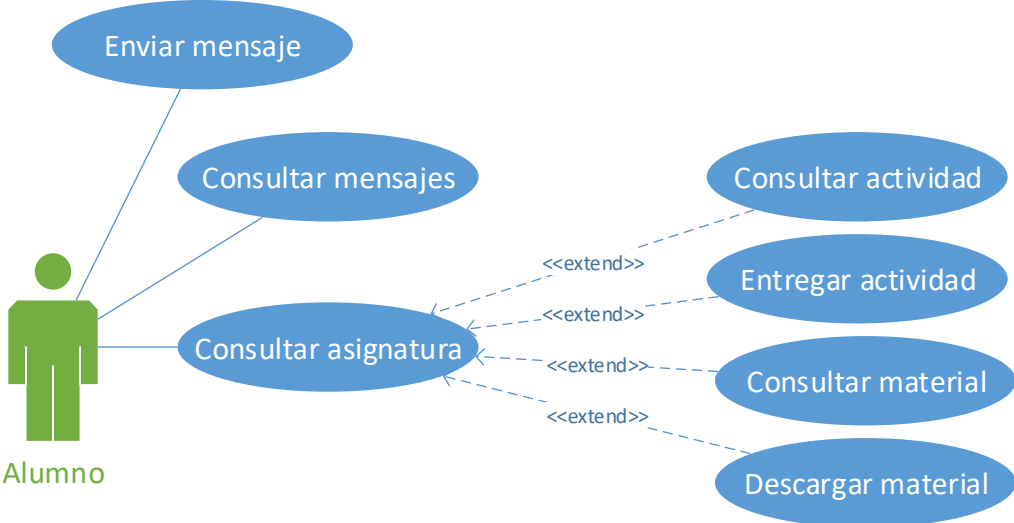 Enviar mensaje
Consultar mensajes
Consultar actividad
<<extend>>
Entregar actividad
<<extend>>
Consultar asignatura
<<extend>>
Consultar material
<<extend>>
Alumno
Descargar material